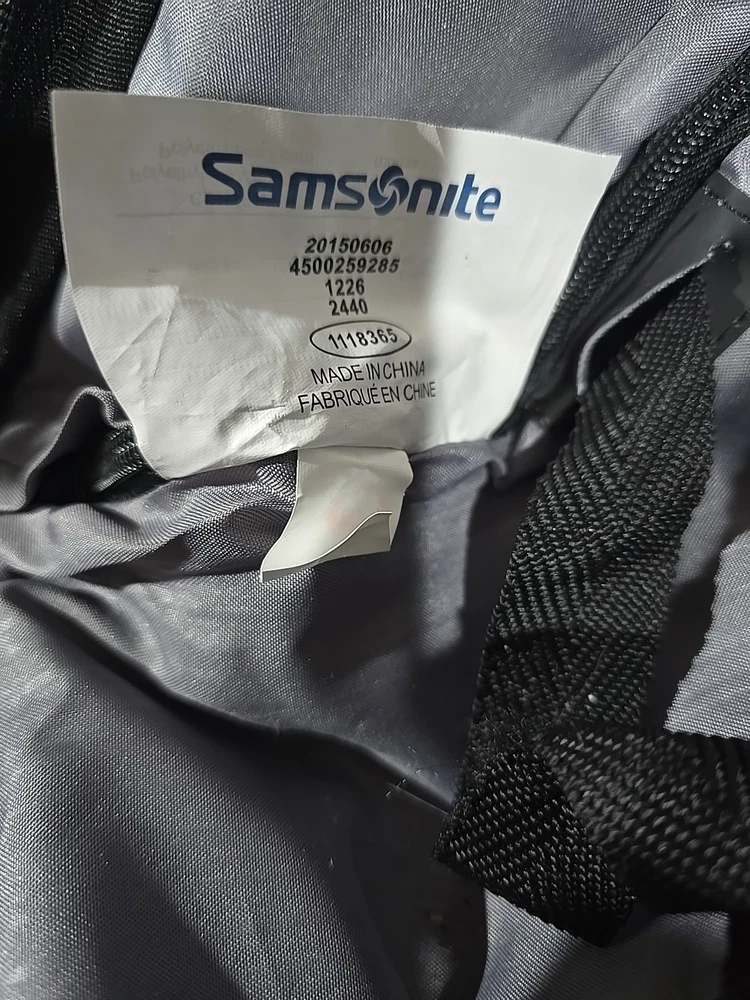 Samsonite
20150606
4500259285
1226
2440
1118365
MADE IN CHINA
FABRIQUÉ EN CHINE